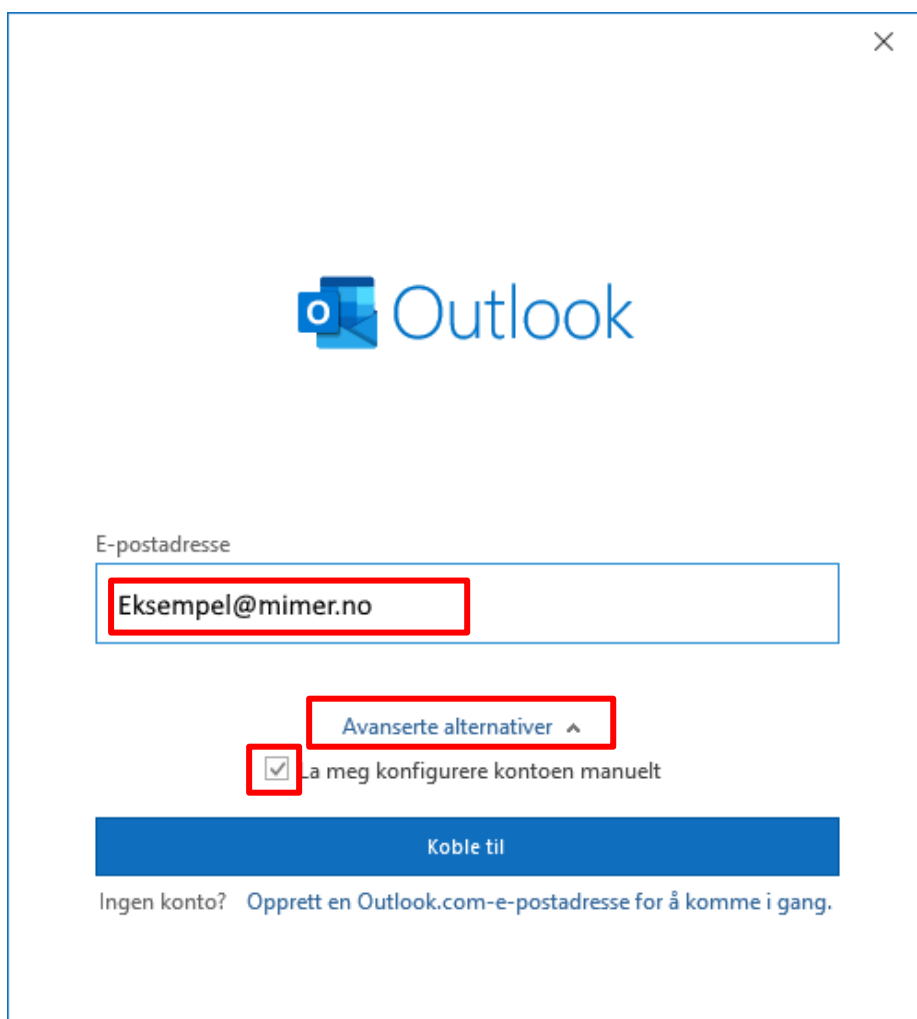 O Outlook
E-postadresse
Eksempel@mimer.no
Avanserte alternativer
La meg konfigurere kontoen manuelt
Koble til
Ingen konto? Opprett en Outlook.com-e-postadresse for å komme i gang.